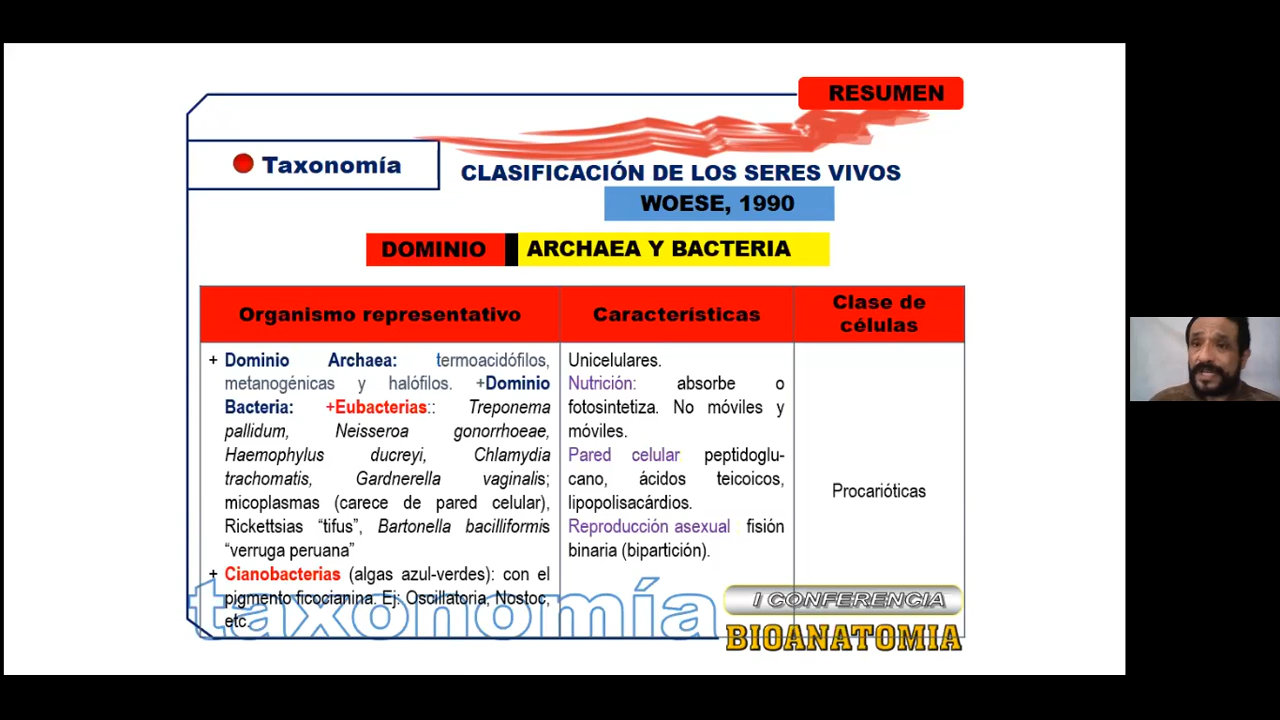 RESUMEN
Taxonomía
CLASIFICACIÓN DE LOS SERES VIVOS
WOESE, 1990
DOMINIO ARCHAEA Y BACTERIA
Organismo representativo
Características
Clase de
células
+ Dominio Archaea: termoacidófilos,
metanogénicas y halófilos. +Dominio
Bacteria: +Eubacterias:: Treponema
pallidum, Neisseroa gonorrhoeae,
Haemophylus ducreyi, Chlamydia
trachomatis, Gardnerella vaginalis;
micoplasmas (carece de pared celular),
Rickettsias “tifus”, Bartonella bacilliformis
“verruga peruana”
+ Cianobacterias (algas azul-verdes): con el
pigmento ficocianina. Ej: Oscillatoria, Nostoc,
etc.
Unicelulares.
Nutrición: absorbe o
fotosintetiza. No móviles y
móviles.
Pared celular peptidoglu-
cano, ácidos teicoicos,
lipopolisacárdios.
Reproducción asexual fisión
binaria (bipartición).
Procarióticas
taxonomía
I CONFERENCIA
BIOANATOMIA